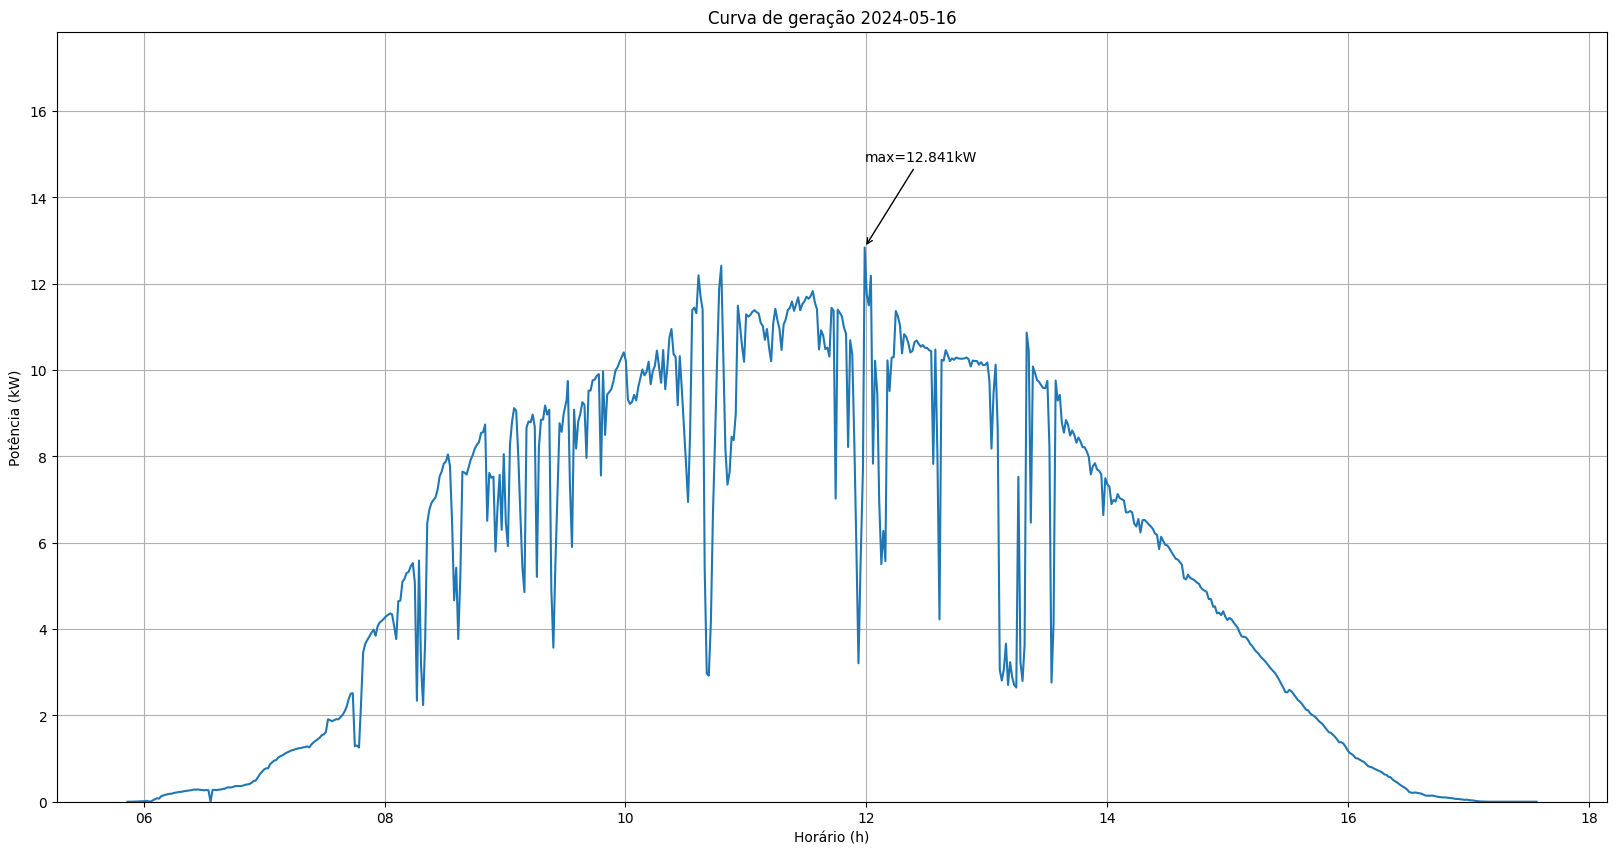 Curva de geração 2024-05-16
16
max=12.841kW
14
12
10
8
6
4
2
0
Potência (kW)
06 08 10 12 14 16 18
Horário (h)